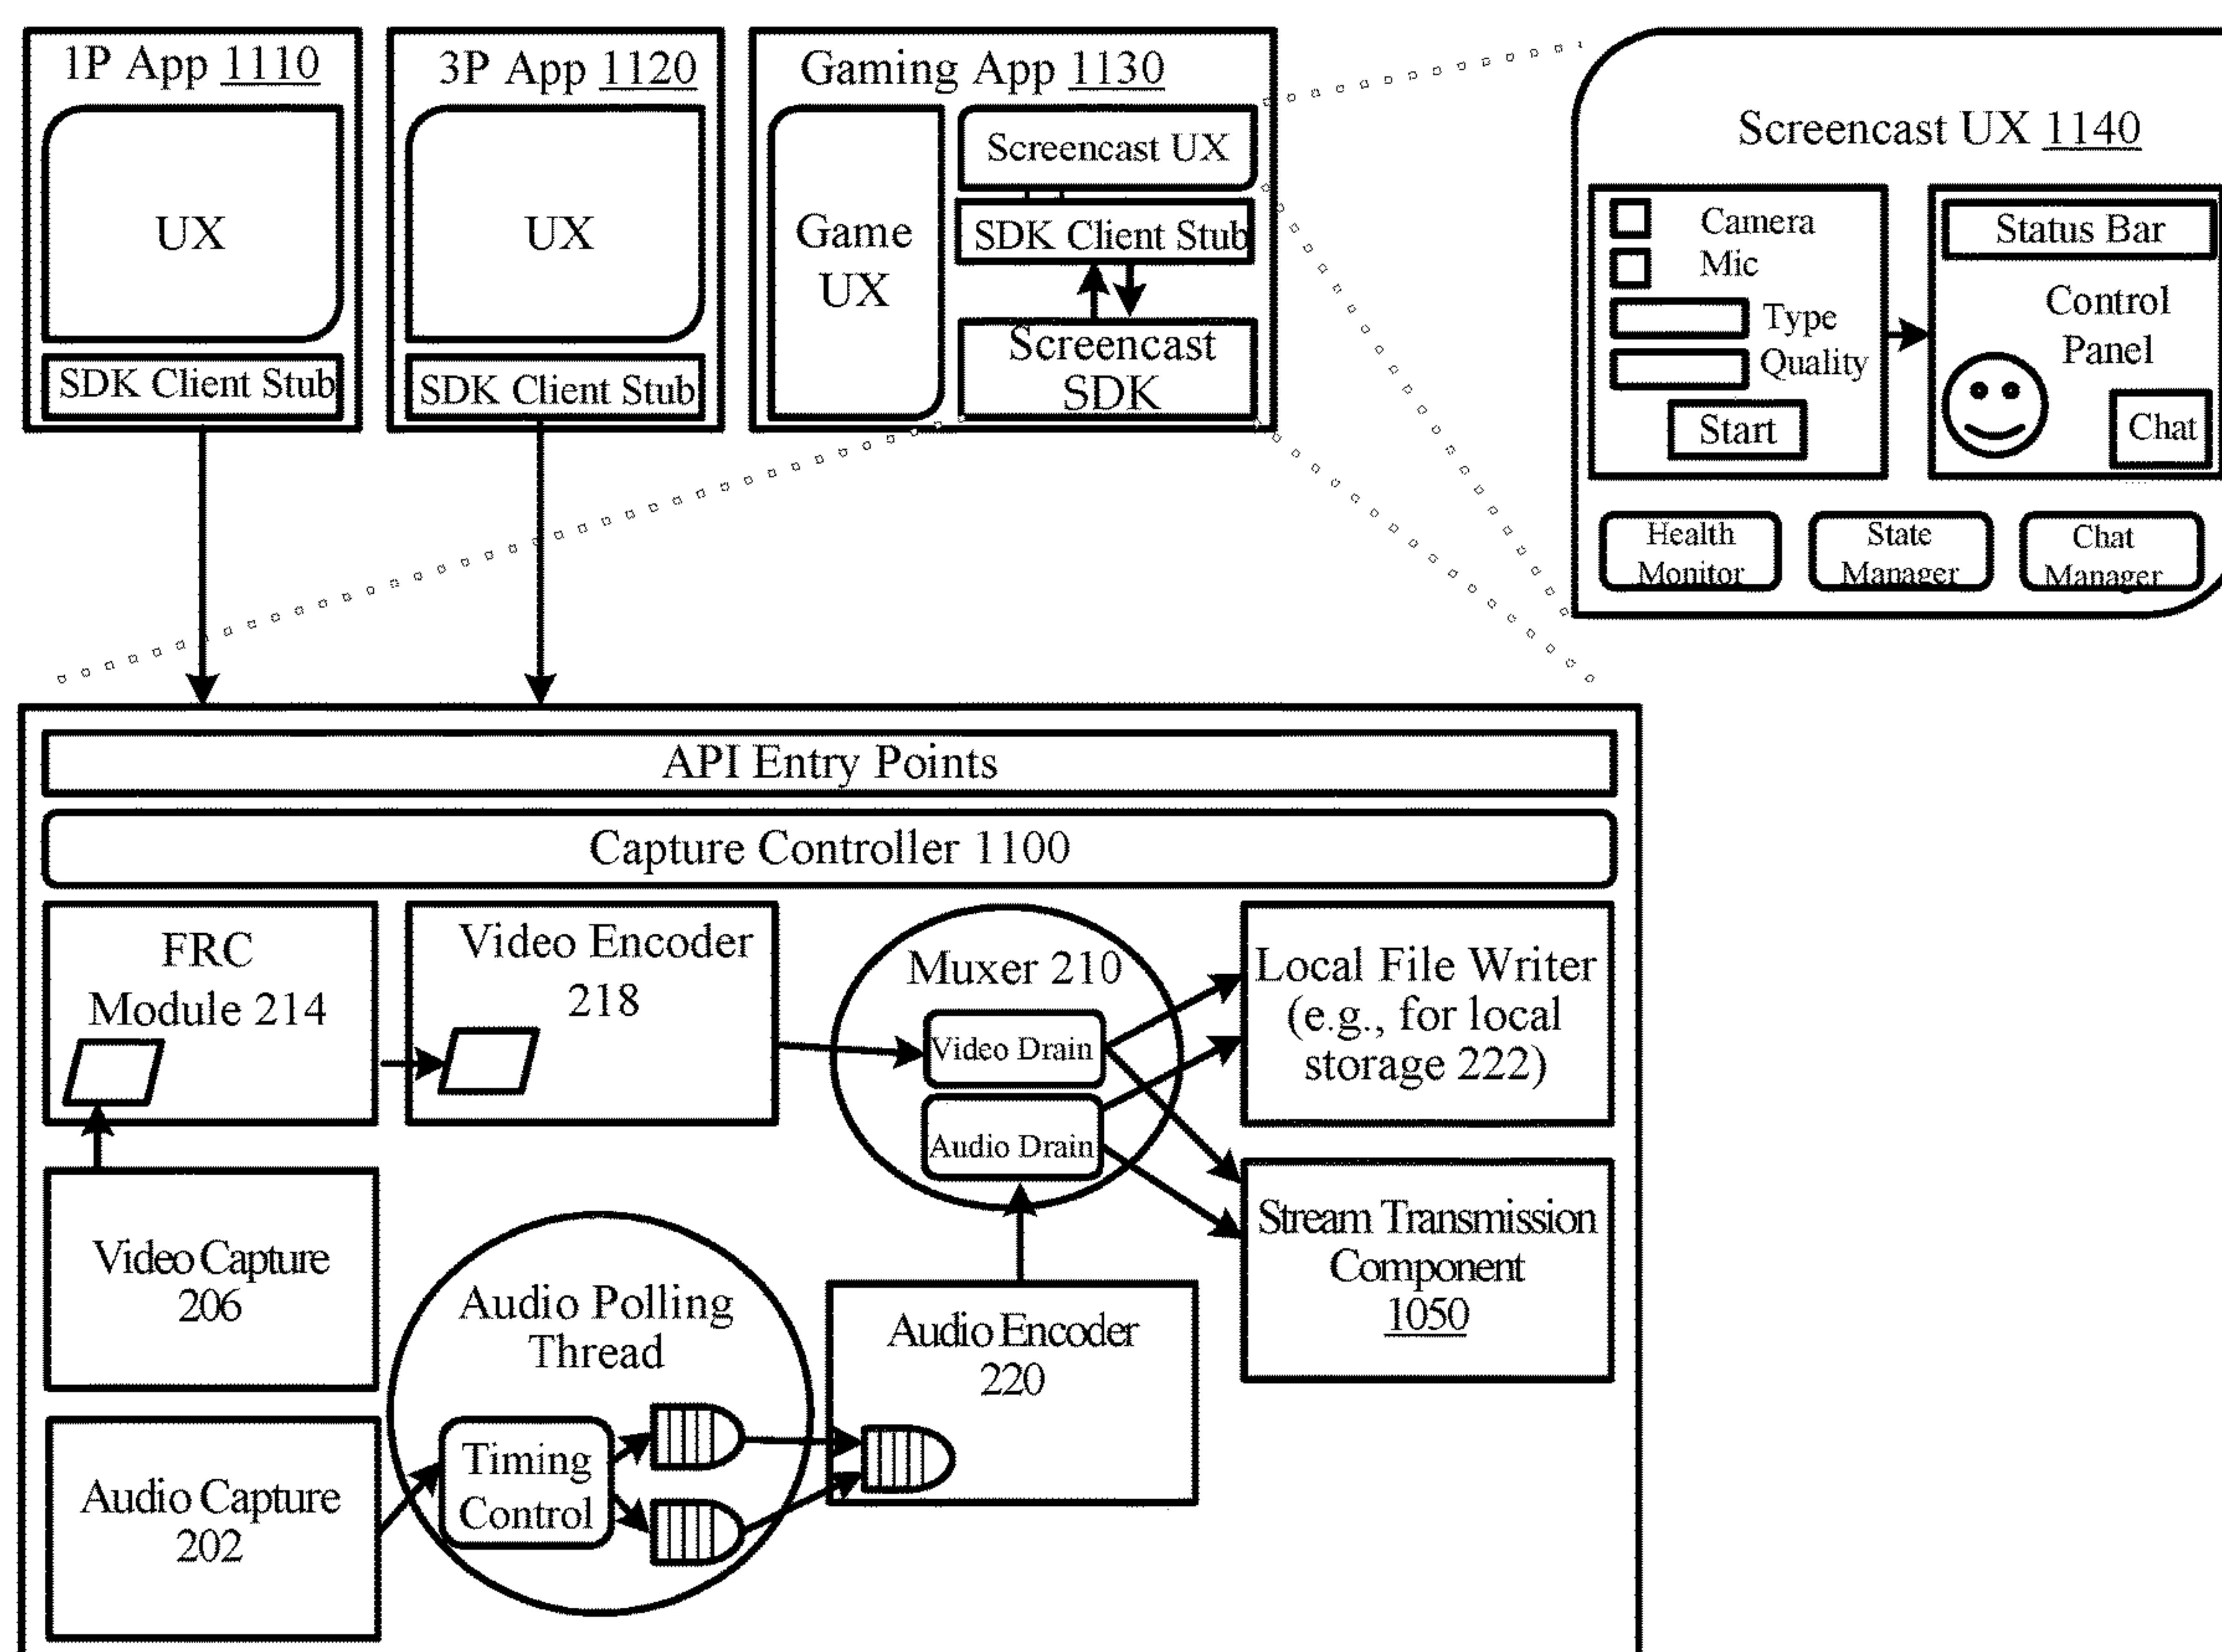 1P App 1110
UX
SDK Client Stub
3P App 1120
UX
SDK Client Stub
Gaming App 1130
Game
UX
Screencast UX
SDK Client Stub
Screencast
SDK
Screencast UX 1140
Camera
Mic
Type
Quality
Start
Status Bar
Control
Panel
Chat
Health
Monitor
State
Manager
Chat
Manager
API Entry Points
Capture Controller 1100
FRC
Module 214
Video Encoder
218
Muxer 210
Video Drain
Audio Drain
Local File Writer
(e.g., for local
storage 222)
Video Capture
206
Audio Polling
Thread
Timing
Control
Audio Encoder
220
Stream Transmission
Component
1050
Audio Capture
202